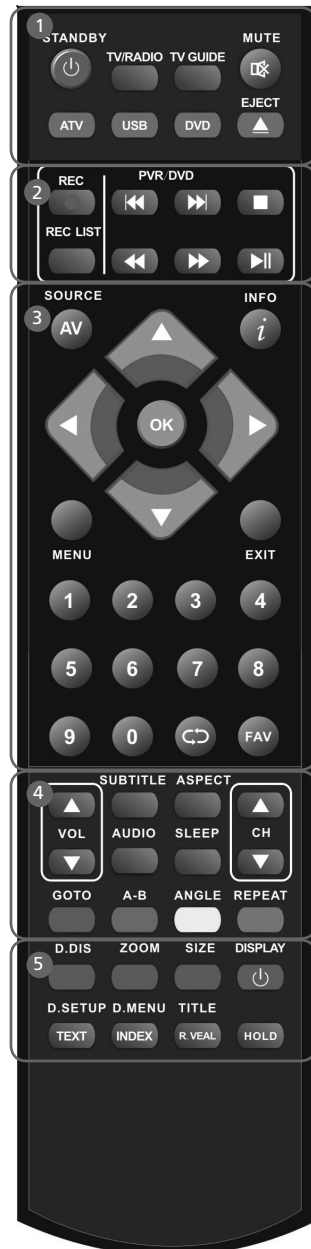 1
STANDBY MUTE
TV/RADIO TV GUIDE
EJECT
ATV USB DVD
2
REC PVR/DVD
REC LIST
3
SOURCE INFO
AV i
OK
MENU EXIT
1 2 3 4
5 6 7 8
9 0 FAV
4
SUBTITLE ASPECT
VOL AUDIO SLEEP CH
GOTO A-B ANGLE REPEAT
5
D.DIS ZOOM SIZE DISPLAY
D.SETUP D.MENU TITLE
TEXT INDEX R.VEAL HOLD